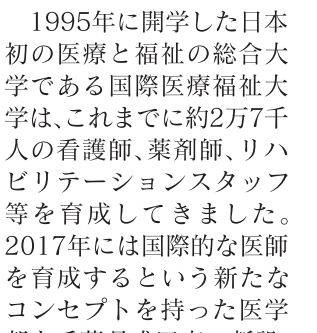 1995年に開学した日本
初の医療と福祉の総合大
学である国際医療福祉大
学は、これまでに約2万7千
人の看護師、薬剤師、リハ
ビリテーションスタッフ
等を育成してきました。
2017年には国際的な医師
を育成するという新たな
コンセプトを持った医学